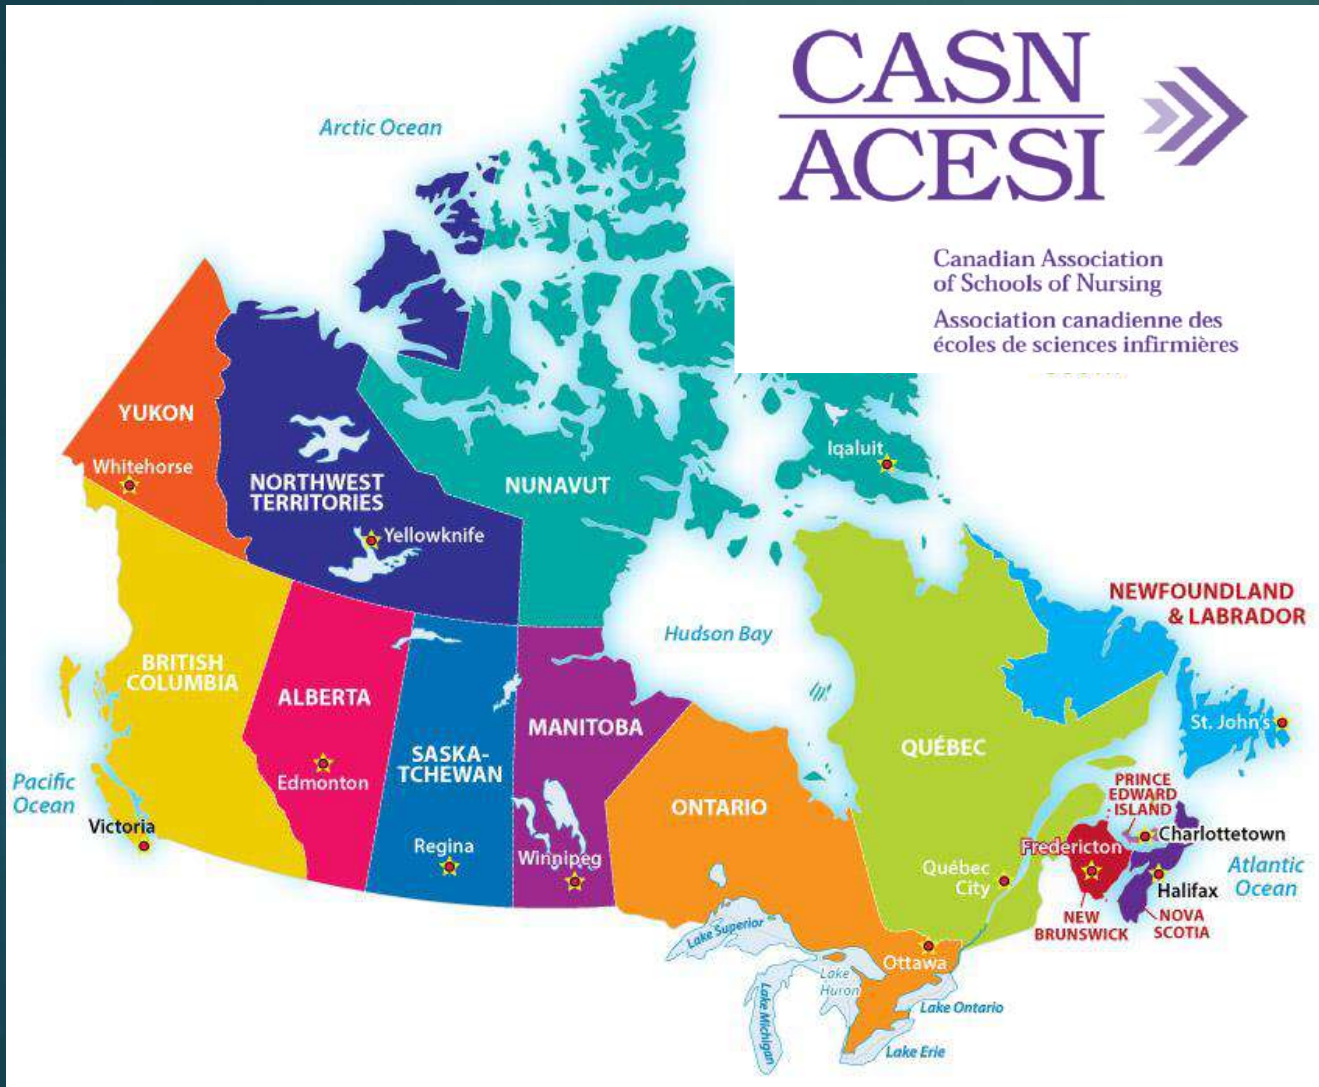 CASN
ACESI
Canadian Association
of Schools of Nursing
Association canadienne des
écoles de sciences infirmières
Arctic Ocean
YUKON
Whitehorse
NORTHWEST
TERRITORIES
Yellowknife
NUNAVUT
Iqaluit
Hudson Bay
NEWFOUNDLAND
& LABRADOR
BRITISH
COLUMBIA
ALBERTA
Edmonton
SASKA-
TCHEWAN
Regina
MANITOBA
Winnipeg
ONTARIO
QUÉBEC
St. John's
Pacific
Ocean
Victoria
PRINCE
EDWARD
ISLAND
Charlottetown
Fredericton
Québec
City
Halifax
Atlantic
Ocean
NEW
BRUNSWICK
NOVA
SCOTIA
Ottawa
Lake Superior
Lake
Huron
Lake Michigan
Lake Ontario
Lake Erie